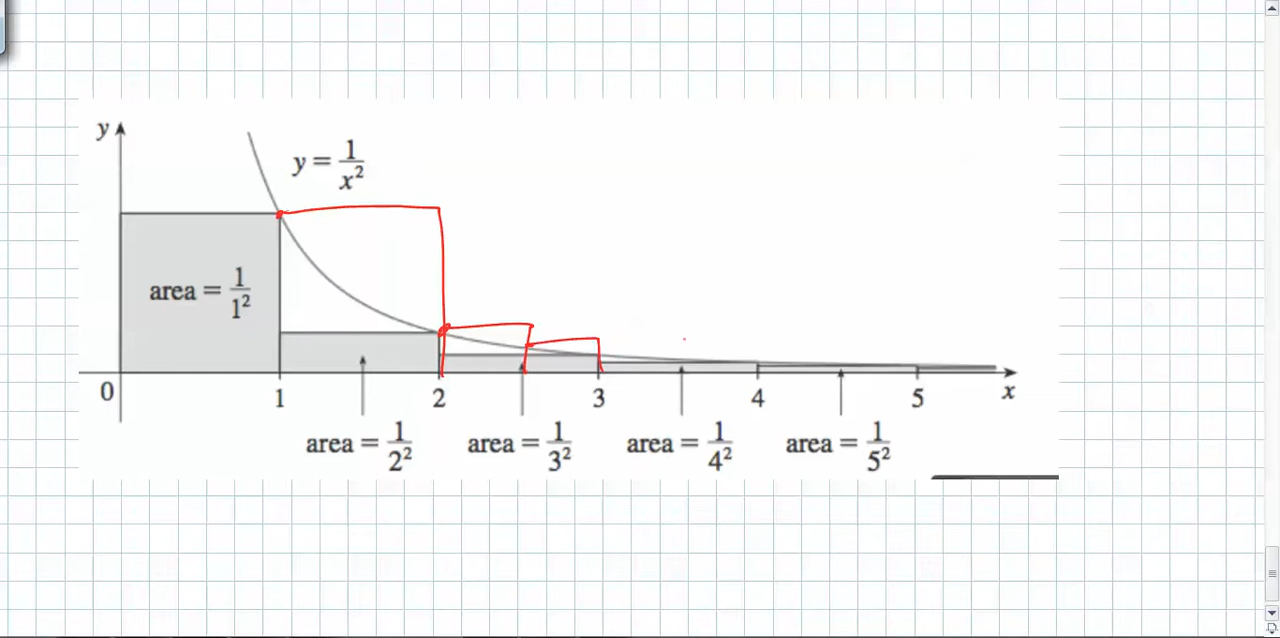 y
y = 1/x²
area = 1/1²
0 1 2 3 4 5 x
area = 1/2² area = 1/3² area = 1/4² area = 1/5²